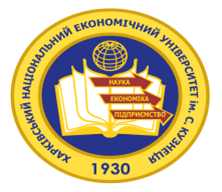 ХАРКІВСЬКИЙ НАЦІОНАЛЬНИЙ ЕКОНОМІЧНИЙ УНІВЕРСИТЕТ ім. С. КУЗНЕЦЯ
НАУКА
ЕКОНОМІКА
ПІДПРИЄМСТВО
1930